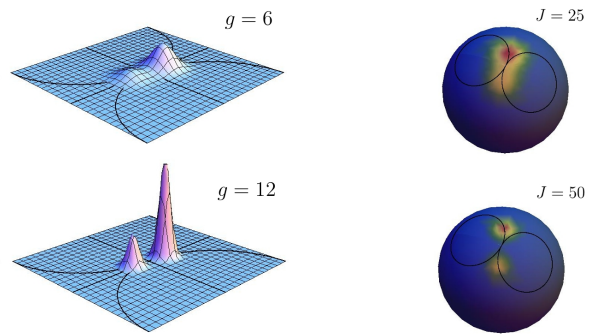 g = 6
J = 25
g = 12
J = 50